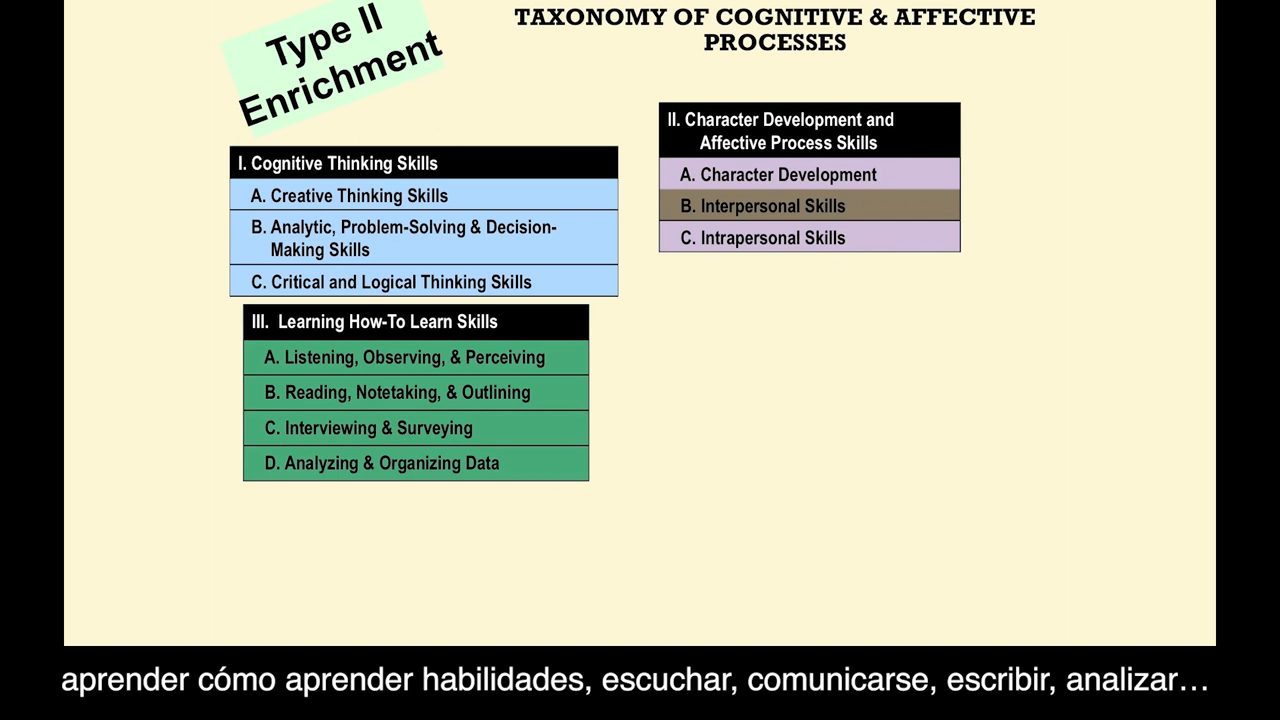 Type II
Enrichment
TAXONOMY OF COGNITIVE & AFFECTIVE
PROCESSES
I. Cognitive Thinking Skills
A. Creative Thinking Skills
B. Analytic, Problem-Solving & Decision-
Making Skills
C. Critical and Logical Thinking Skills
II. Character Development and
Affective Process Skills
A. Character Development
B. Interpersonal Skills
C. Intrapersonal Skills
III. Learning How-To Learn Skills
A. Listening, Observing, & Perceiving
B. Reading, Notetaking, & Outlining
C. Interviewing & Surveying
D. Analyzing & Organizing Data
aprender cómo aprender habilidades, escuchar, comunicarse, escribir, analizar…